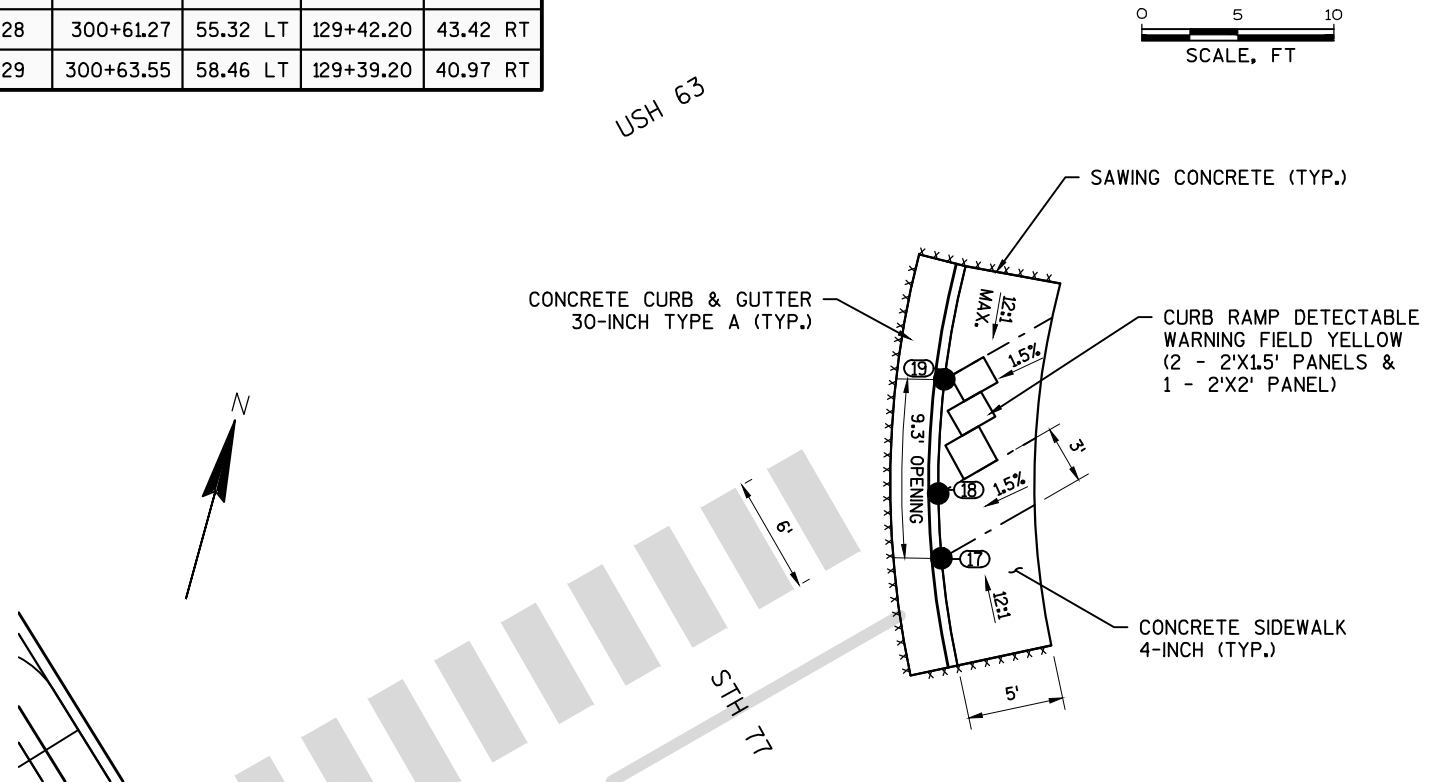 28 300+61.27 55.32 LT 129+42.20 43.42 RT
29 300+63.55 58.46 LT 129+39.20 40.97 RT
0 5 10
SCALE, FT
USH 63
SAWING CONCRETE (TYP.)
CONCRETE CURB & GUTTER
30-INCH TYPE A (TYP.)
12:1
MAX.
CURB RAMP DETECTABLE
WARNING FIELD YELLOW
(2 - 2'X1.5' PANELS &
1 - 2'X2' PANEL)
1.5%
19
N
9.3' OPENING
3'
18
1.5%
6'
17
12:1
CONCRETE SIDEWALK
4-INCH (TYP.)
STH 77
5'